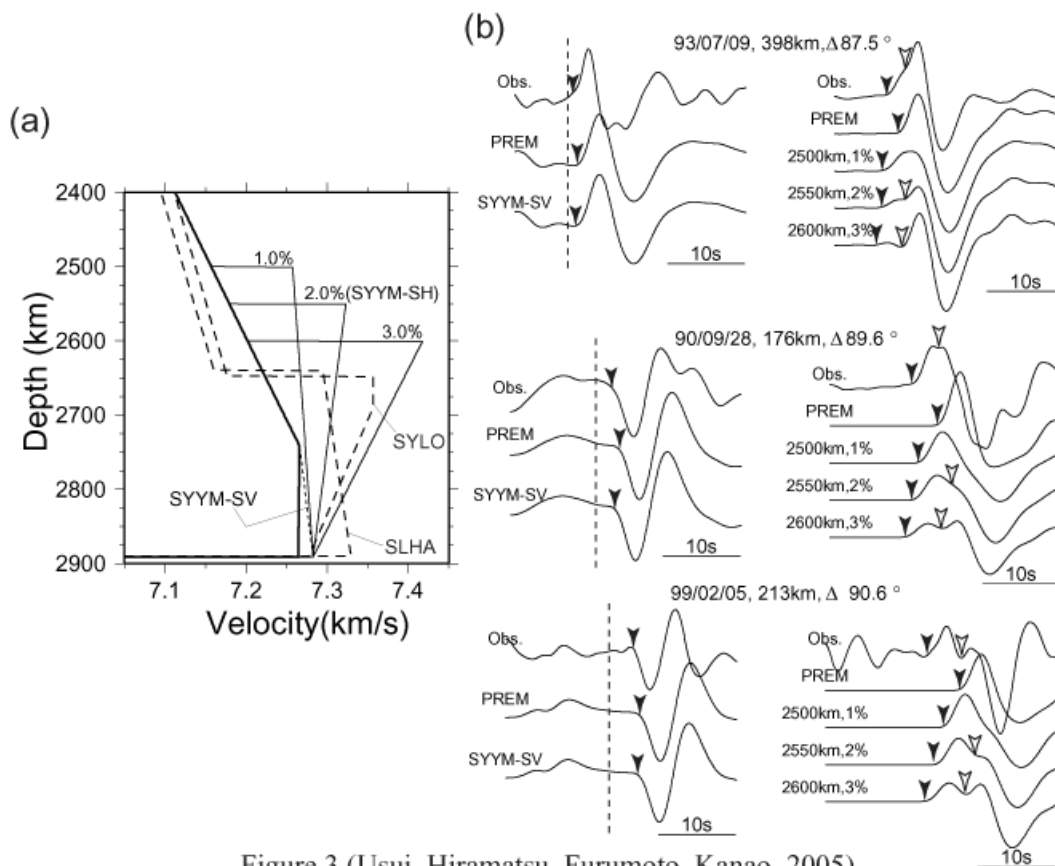 (a)
2400
2500
2600
2700
2800
2900
Depth (km)
7.1
7.2
7.3
7.4
Velocity(km/s)
1.0%
2.0%(SYYM-SH)
3.0%
SYLO
SYYM-SV
SLHA
(b)
93/07/09, 398km,Δ87.5 °
Obs.
PREM
SYYM-SV
10s
Obs.
PREM
2500km,1%
2550km,2%
2600km,3%
10s
90/09/28, 176km,Δ89.6 °
Obs.
PREM
SYYM-SV
10s
Obs.
PREM
2500km,1%
2550km,2%
2600km,3%
10s
99/02/05, 213km, Δ 90.6 °
Obs.
PREM
SYYM-SV
10s
Obs.
PREM
2500km,1%
2550km,2%
2600km,3%
10s
Figure 3 (Usui, Hiramatsu, Furumoto, Kanao, 2005)